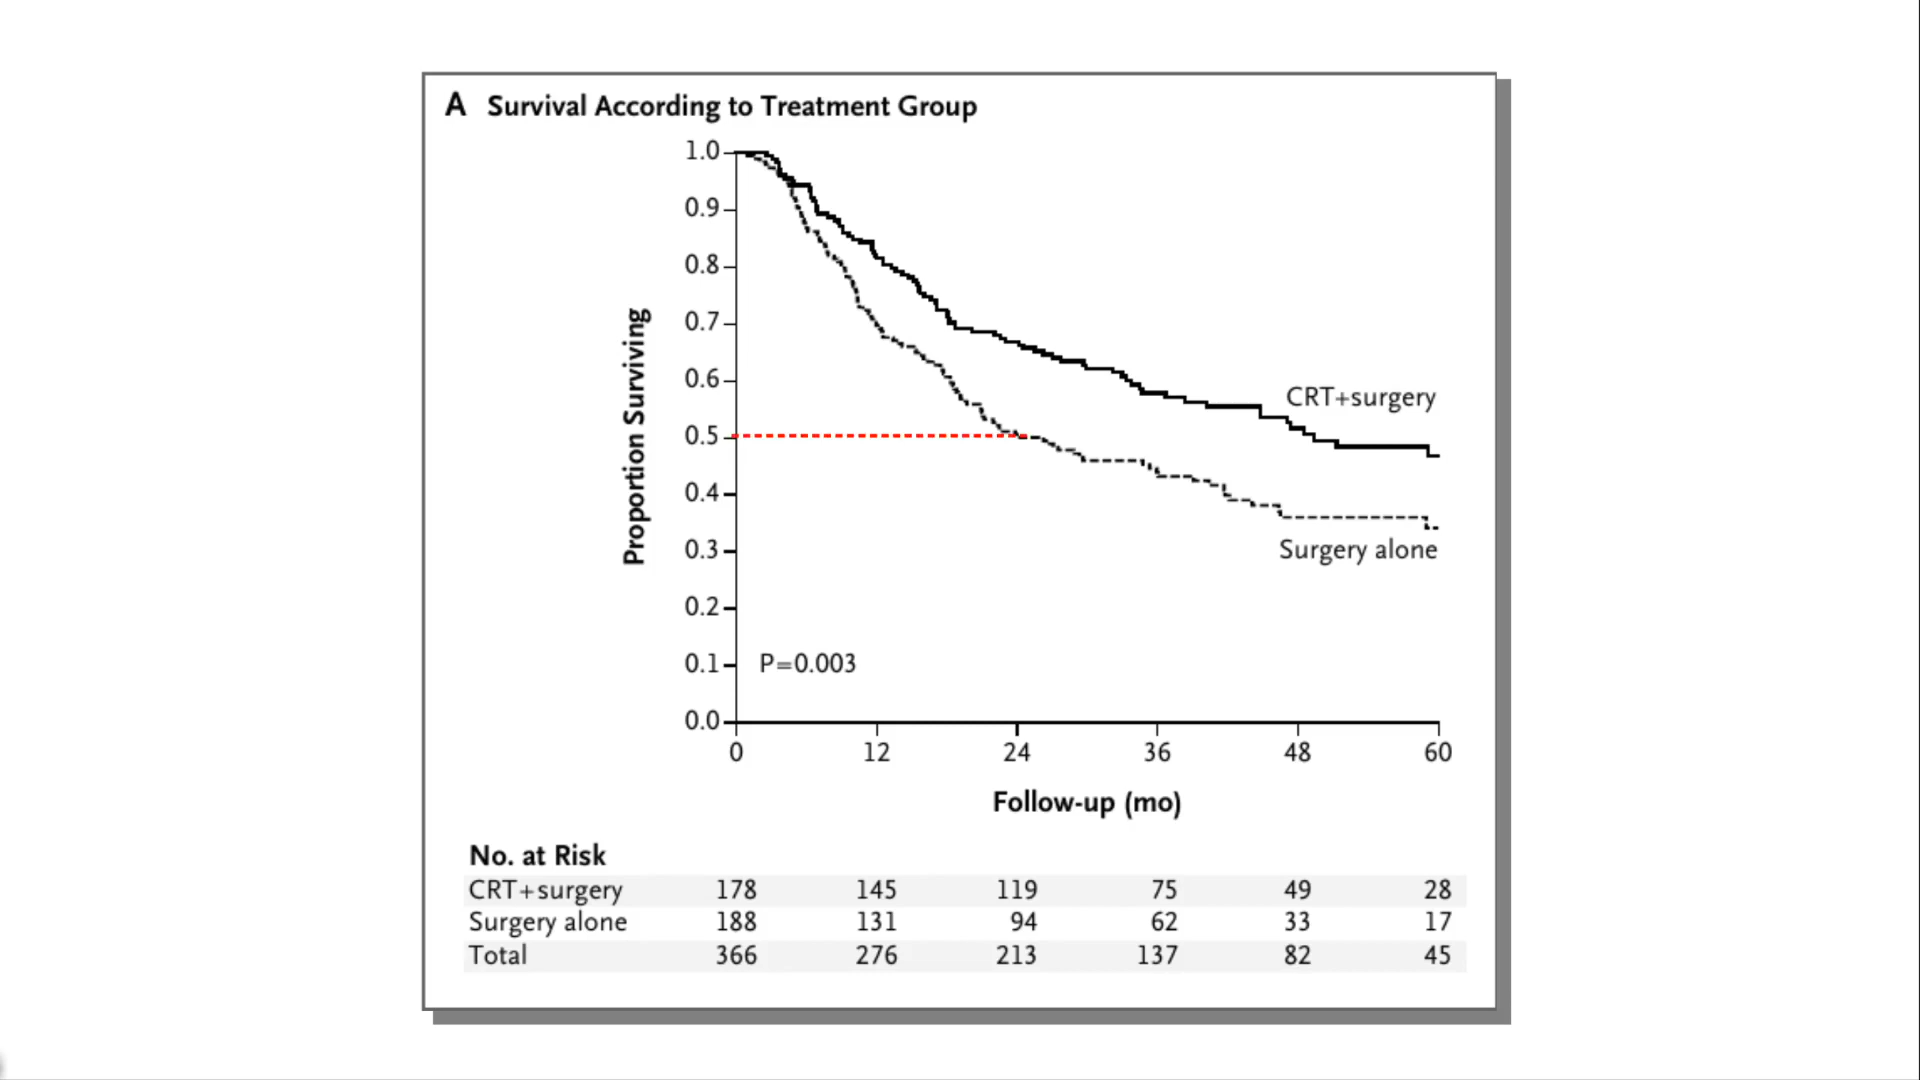 A Survival According to Treatment Group
1.0
0.9
0.8
0.7
0.6
0.5
0.4
0.3
0.2
0.1
0.0
Proportion Surviving
CRT+surgery
Surgery alone
P=0.003
0 12 24 36 48 60
Follow-up (mo)
No. at Risk
CRT+surgery 178 145 119 75 49 28
Surgery alone 188 131 94 62 33 17
Total 366 276 213 137 82 45